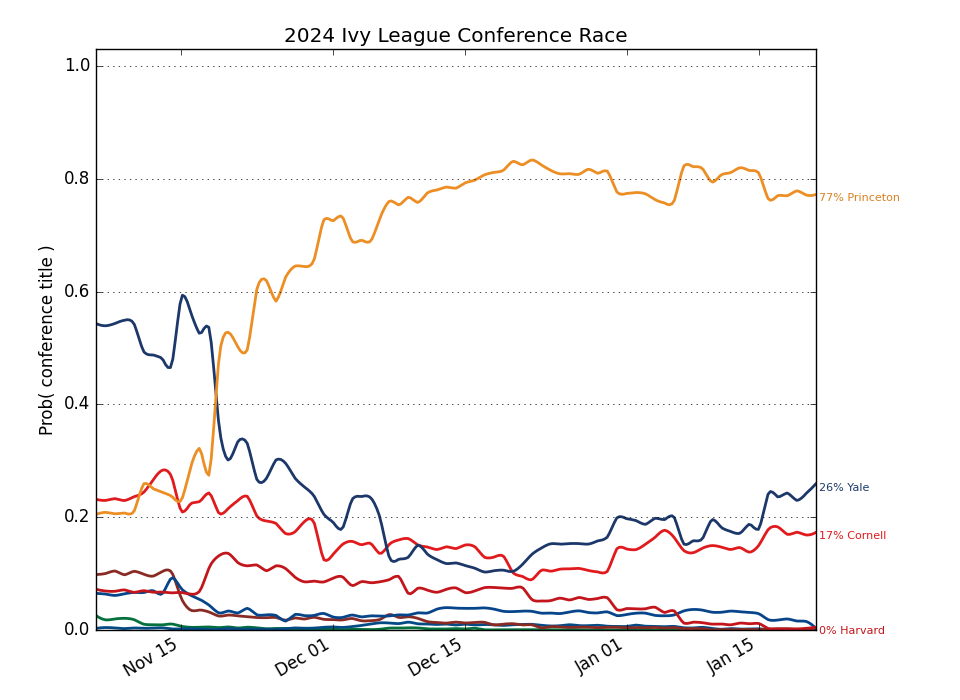 2024 Ivy League Conference Race
Prob( conference title )
1.0
0.8
0.6
0.4
0.2
0.0
77% Princeton
26% Yale
17% Cornell
0% Harvard
Nov 15
Dec 01
Dec 15
Jan 01
Jan 15